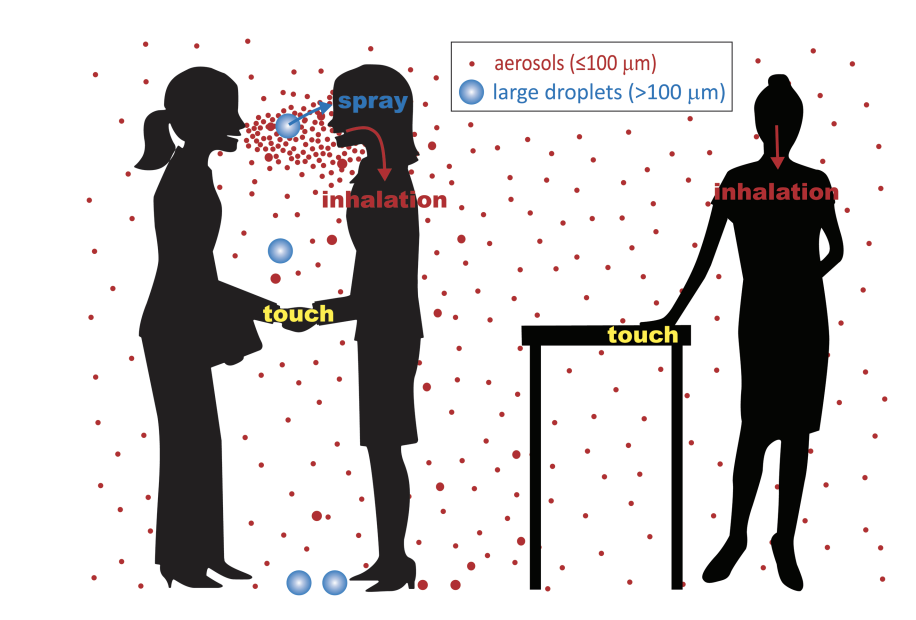 aerosols (≤100 µm)
large droplets (>100 µm)
spray
inhalation
inhalation
touch
touch